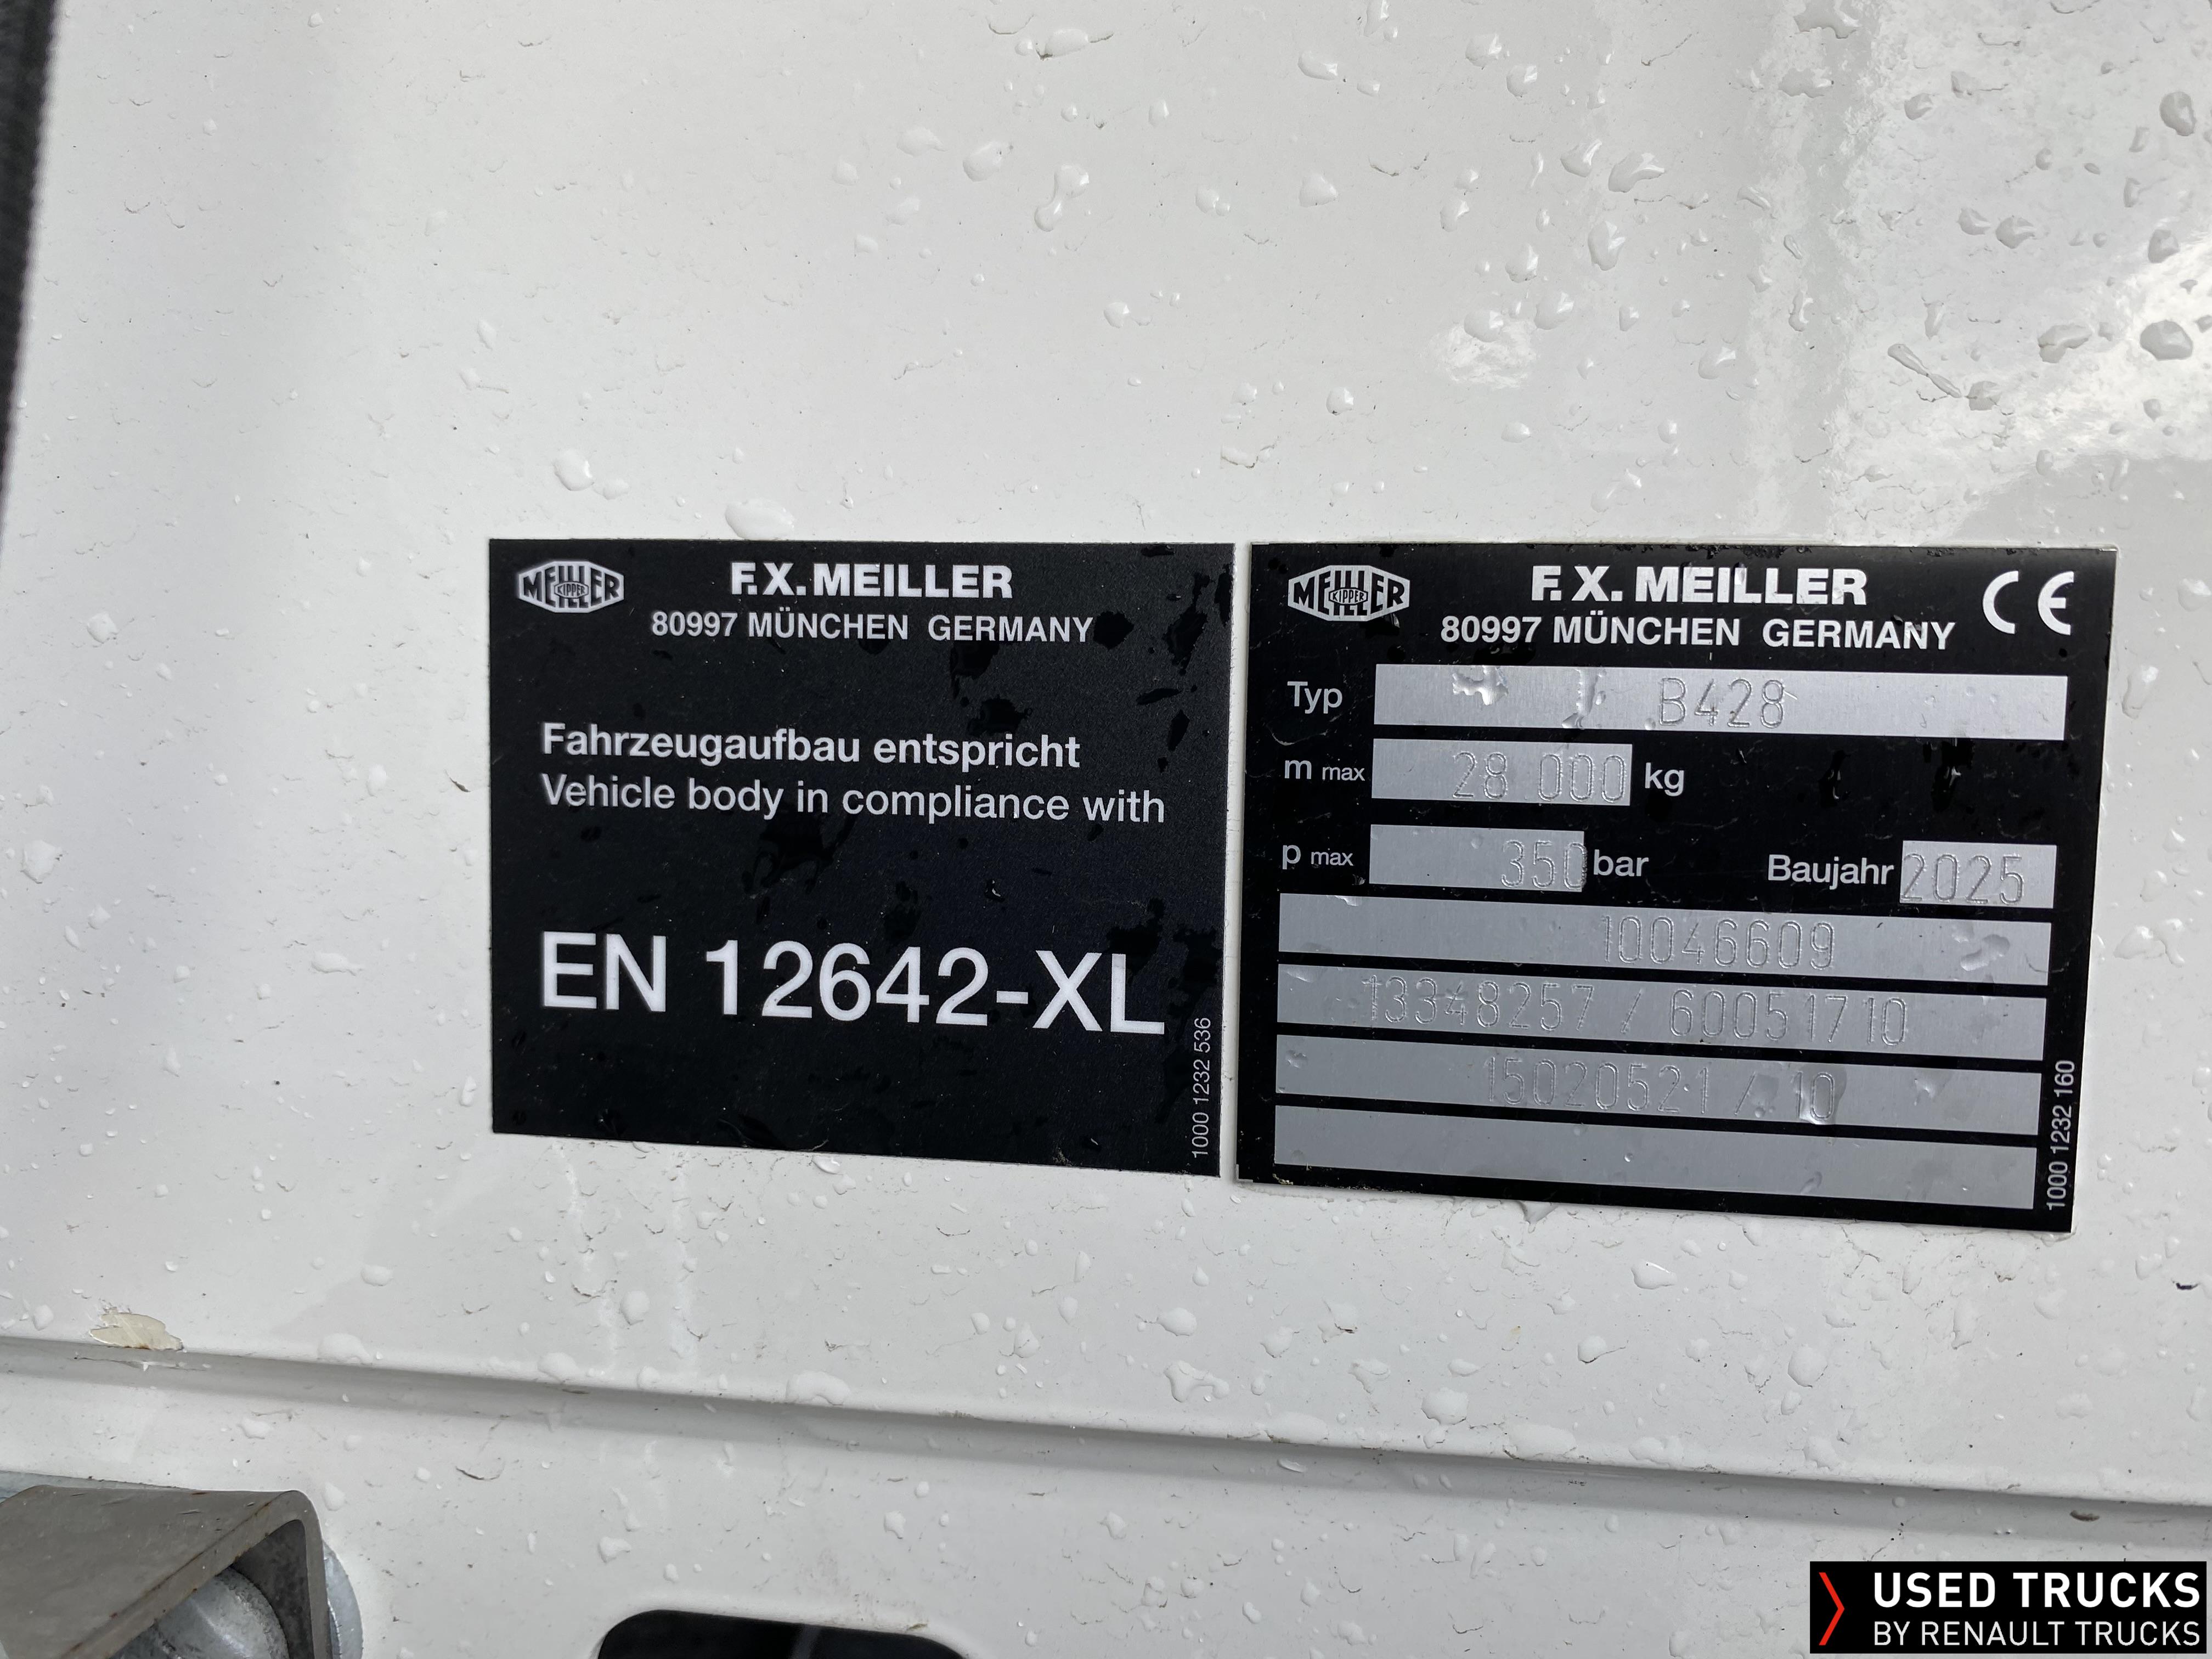 MEILLER
KIPPER
F.X. MEILLER
80997 MÜNCHEN GERMANY
Fahrzeugaufbau entspricht
Vehicle body in compliance with
EN 12642-XL
1000 1232 536
MEILLER
KIPPER
F.X. MEILLER
CE
80997 MÜNCHEN GERMANY
Typ B428
m max 28 000 kg
p max 350 bar Baujahr 2025
10046609
13348257 / 60051710
15020521 / 10
1000 1232 160
USED TRUCKS
BY RENAULT TRUCKS